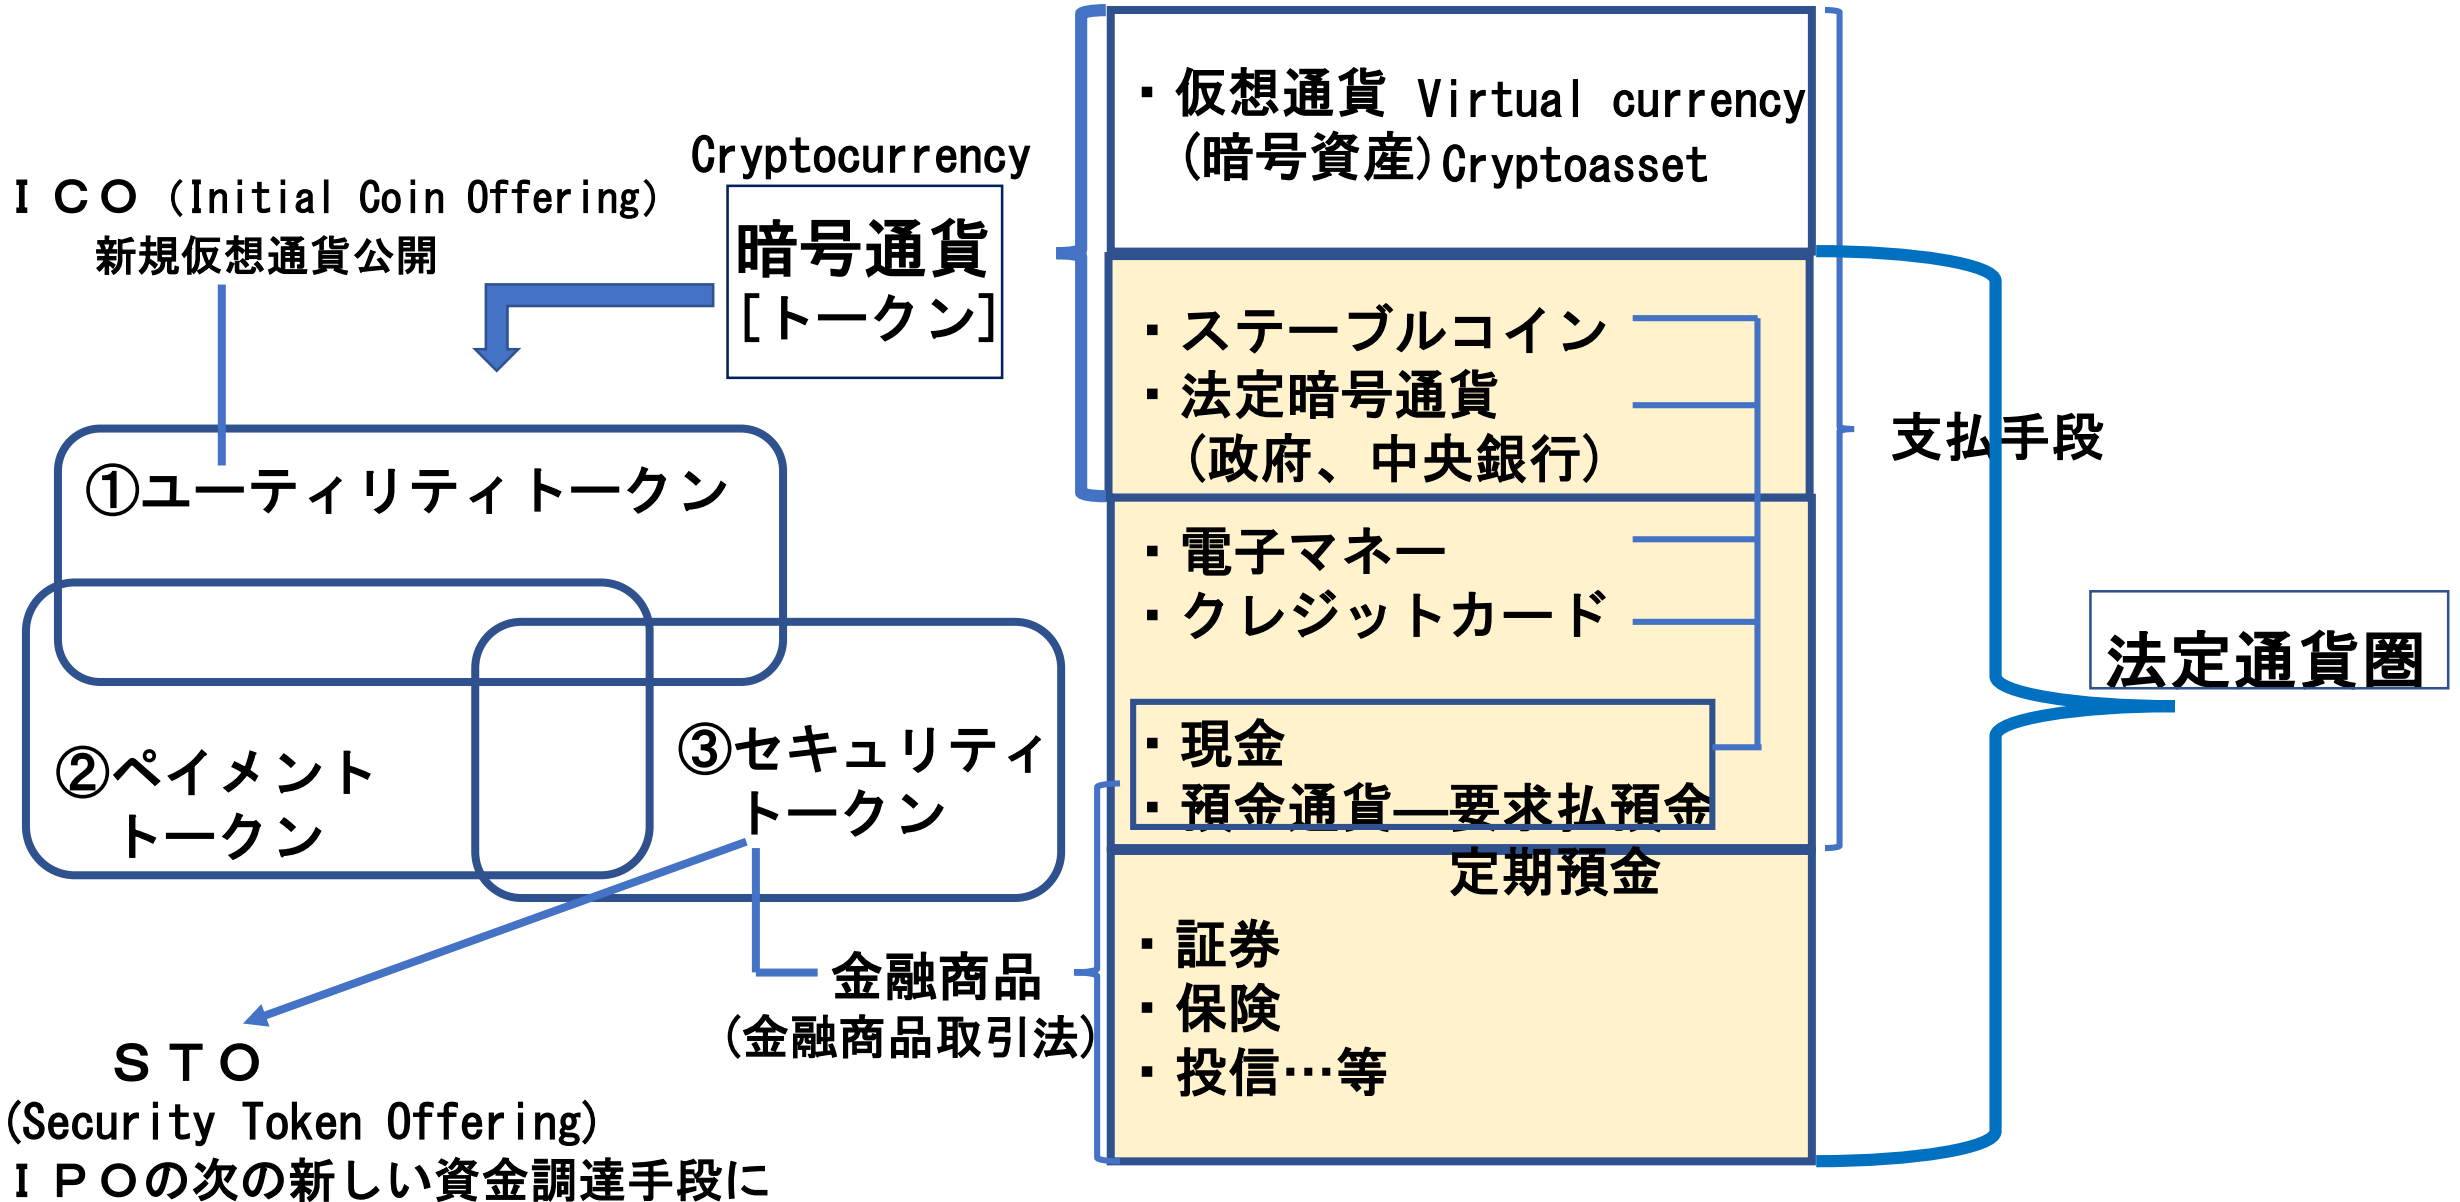 ＩＣＯ（Initial Coin Offering）
新規仮想通貨公開
Cryptocurrency
暗号通貨
[トークン]
①ユーティリティトークン
②ペイメント
トークン
③セキュリティ
トークン
金融商品
(金融商品取引法)
ＳＴＯ
(Security Token Offering)
ＩＰＯの次の新しい資金調達手段に
・仮想通貨 Virtual currency
(暗号資産)Cryptoasset
・ステーブルコイン
・法定暗号通貨
(政府、中央銀行)
・電子マネー
・クレジットカード
・現金
・預金通貨―要求払預金
定期預金
・証券
・保険
・投信…等
支払手段
法定通貨圏